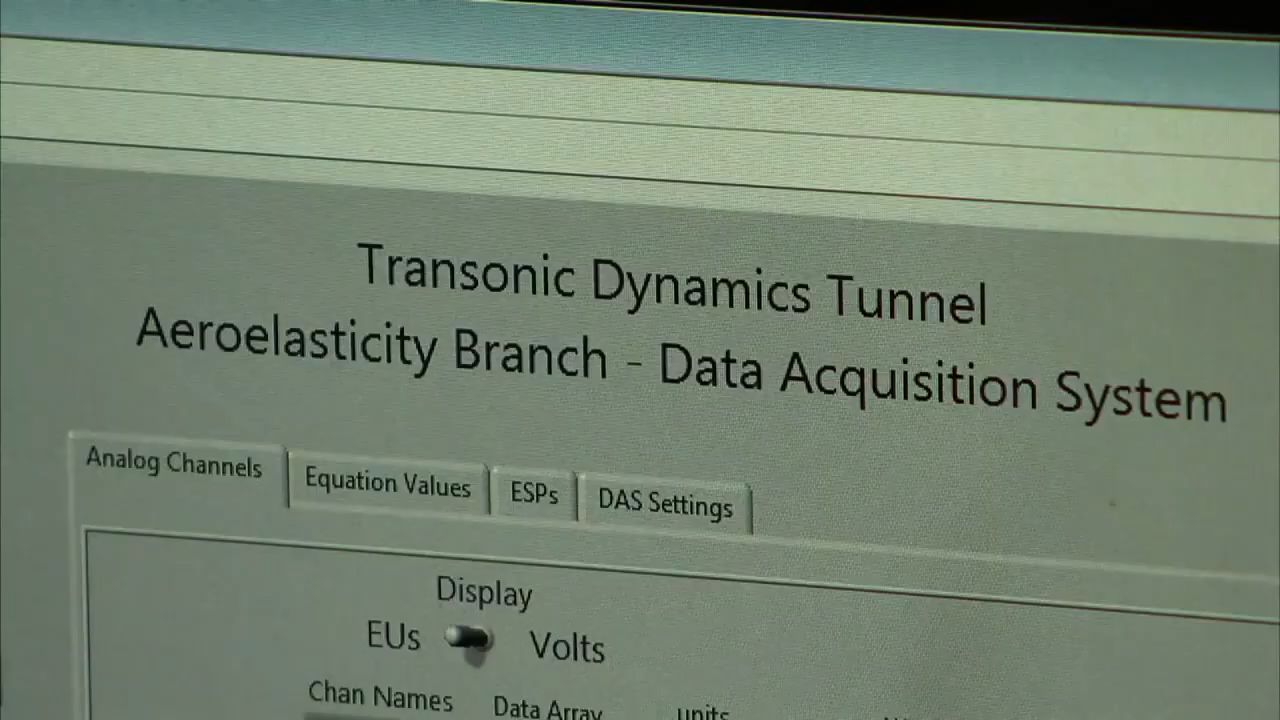 Transonic Dynamics Tunnel
Aeroelasticity Branch - Data Acquisition System
Analog Channels Equation Values ESPs DAS Settings
Display
EUs Volts
Chan Names Data Array units